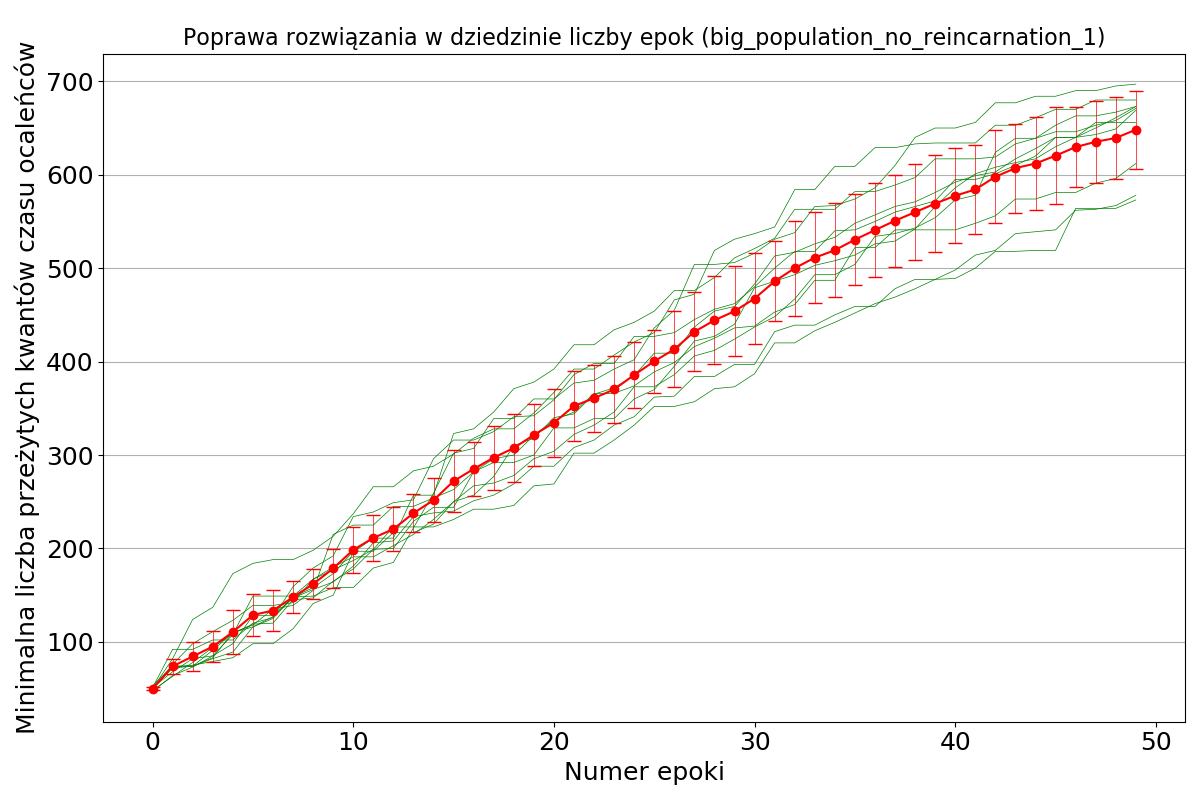 Poprawa rozwiązania w dziedzinie liczby epok (big_population_no_reincarnation_1)
Minimalna liczba przeżytych kwantów czasu ocaleńców
700
600
500
400
300
200
100
0 10 20 30 40 50
Numer epoki